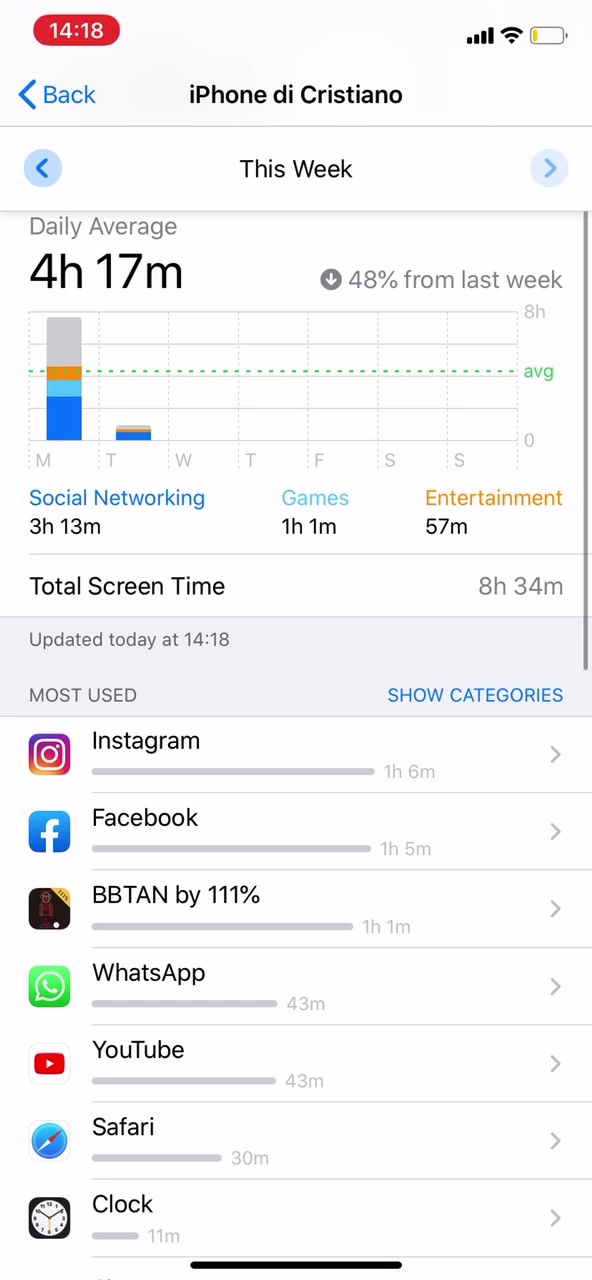 14:18
Back iPhone di Cristiano
This Week
Daily Average
4h 17m 48% from last week
8h
avg
0
M T W T F S S
Social Networking Games Entertainment
3h 13m 1h 1m 57m
Total Screen Time 8h 34m
Updated today at 14:18
MOST USED SHOW CATEGORIES
Instagram
1h 6m
Facebook
1h 5m
BBTAN by 111%
1h 1m
WhatsApp
43m
YouTube
43m
Safari
30m
Clock
11m